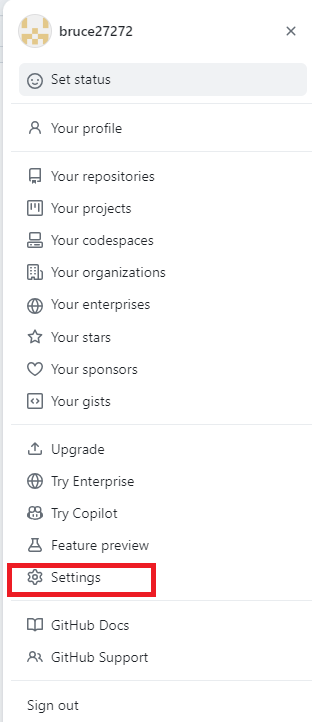 bruce27272
Set status
Your profile
Your repositories
Your projects
Your codespaces
Your organizations
Your enterprises
Your stars
Your sponsors
Your gists
Upgrade
Try Enterprise
Try Copilot
Feature preview
Settings
GitHub Docs
GitHub Support
Sign out